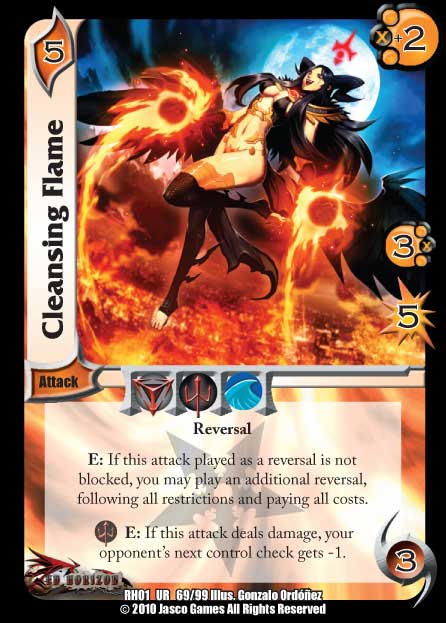 5
X +2
Cleansing Flame
3 X
5
Attack
Reversal
E: If this attack played as a reversal is not
blocked, you may play an additional reversal,
following all restrictions and paying all costs.
E: If this attack deals damage, your
opponent's next control check gets -1.
RED HORIZON
3
RH01 UR 69/99 Illus. Gonzalo Ordóñez
© 2010 Jasco Games All Rights Reserved